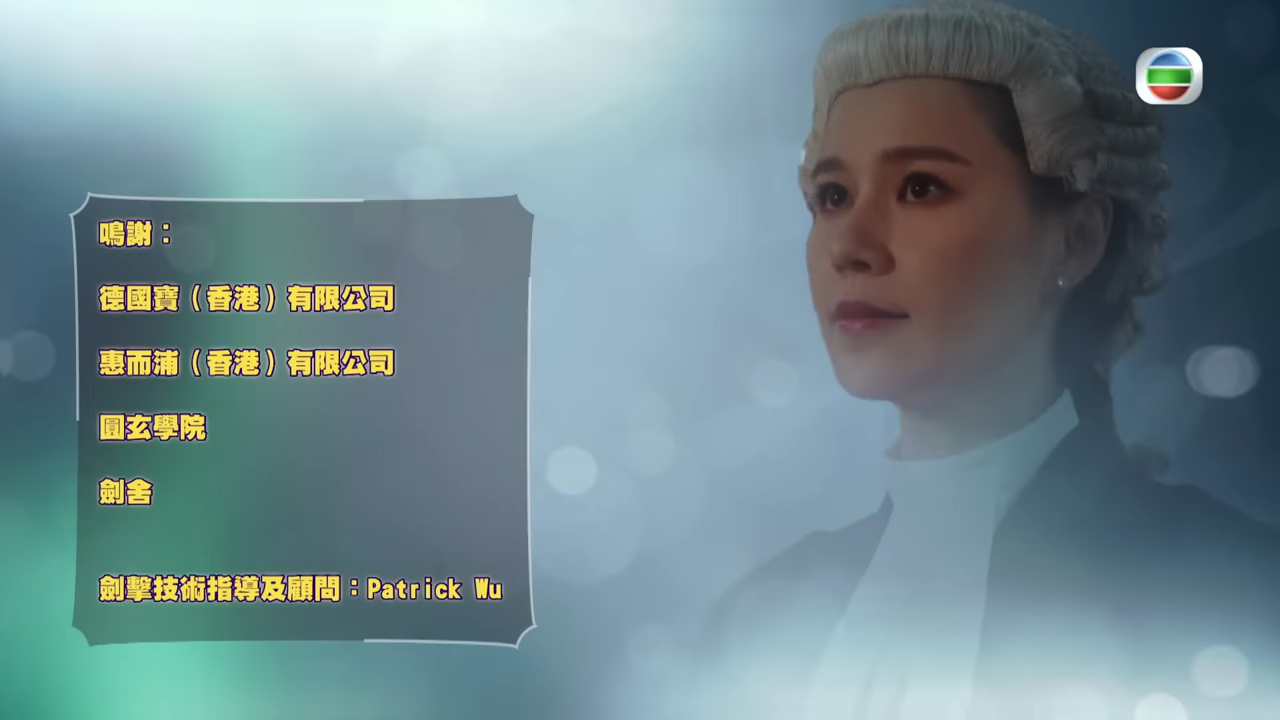 鳴謝：
德國寶（香港）有限公司
惠而浦（香港）有限公司
圓玄學院
劍舍
劍擊技術指導及顧問：Patrick Wu